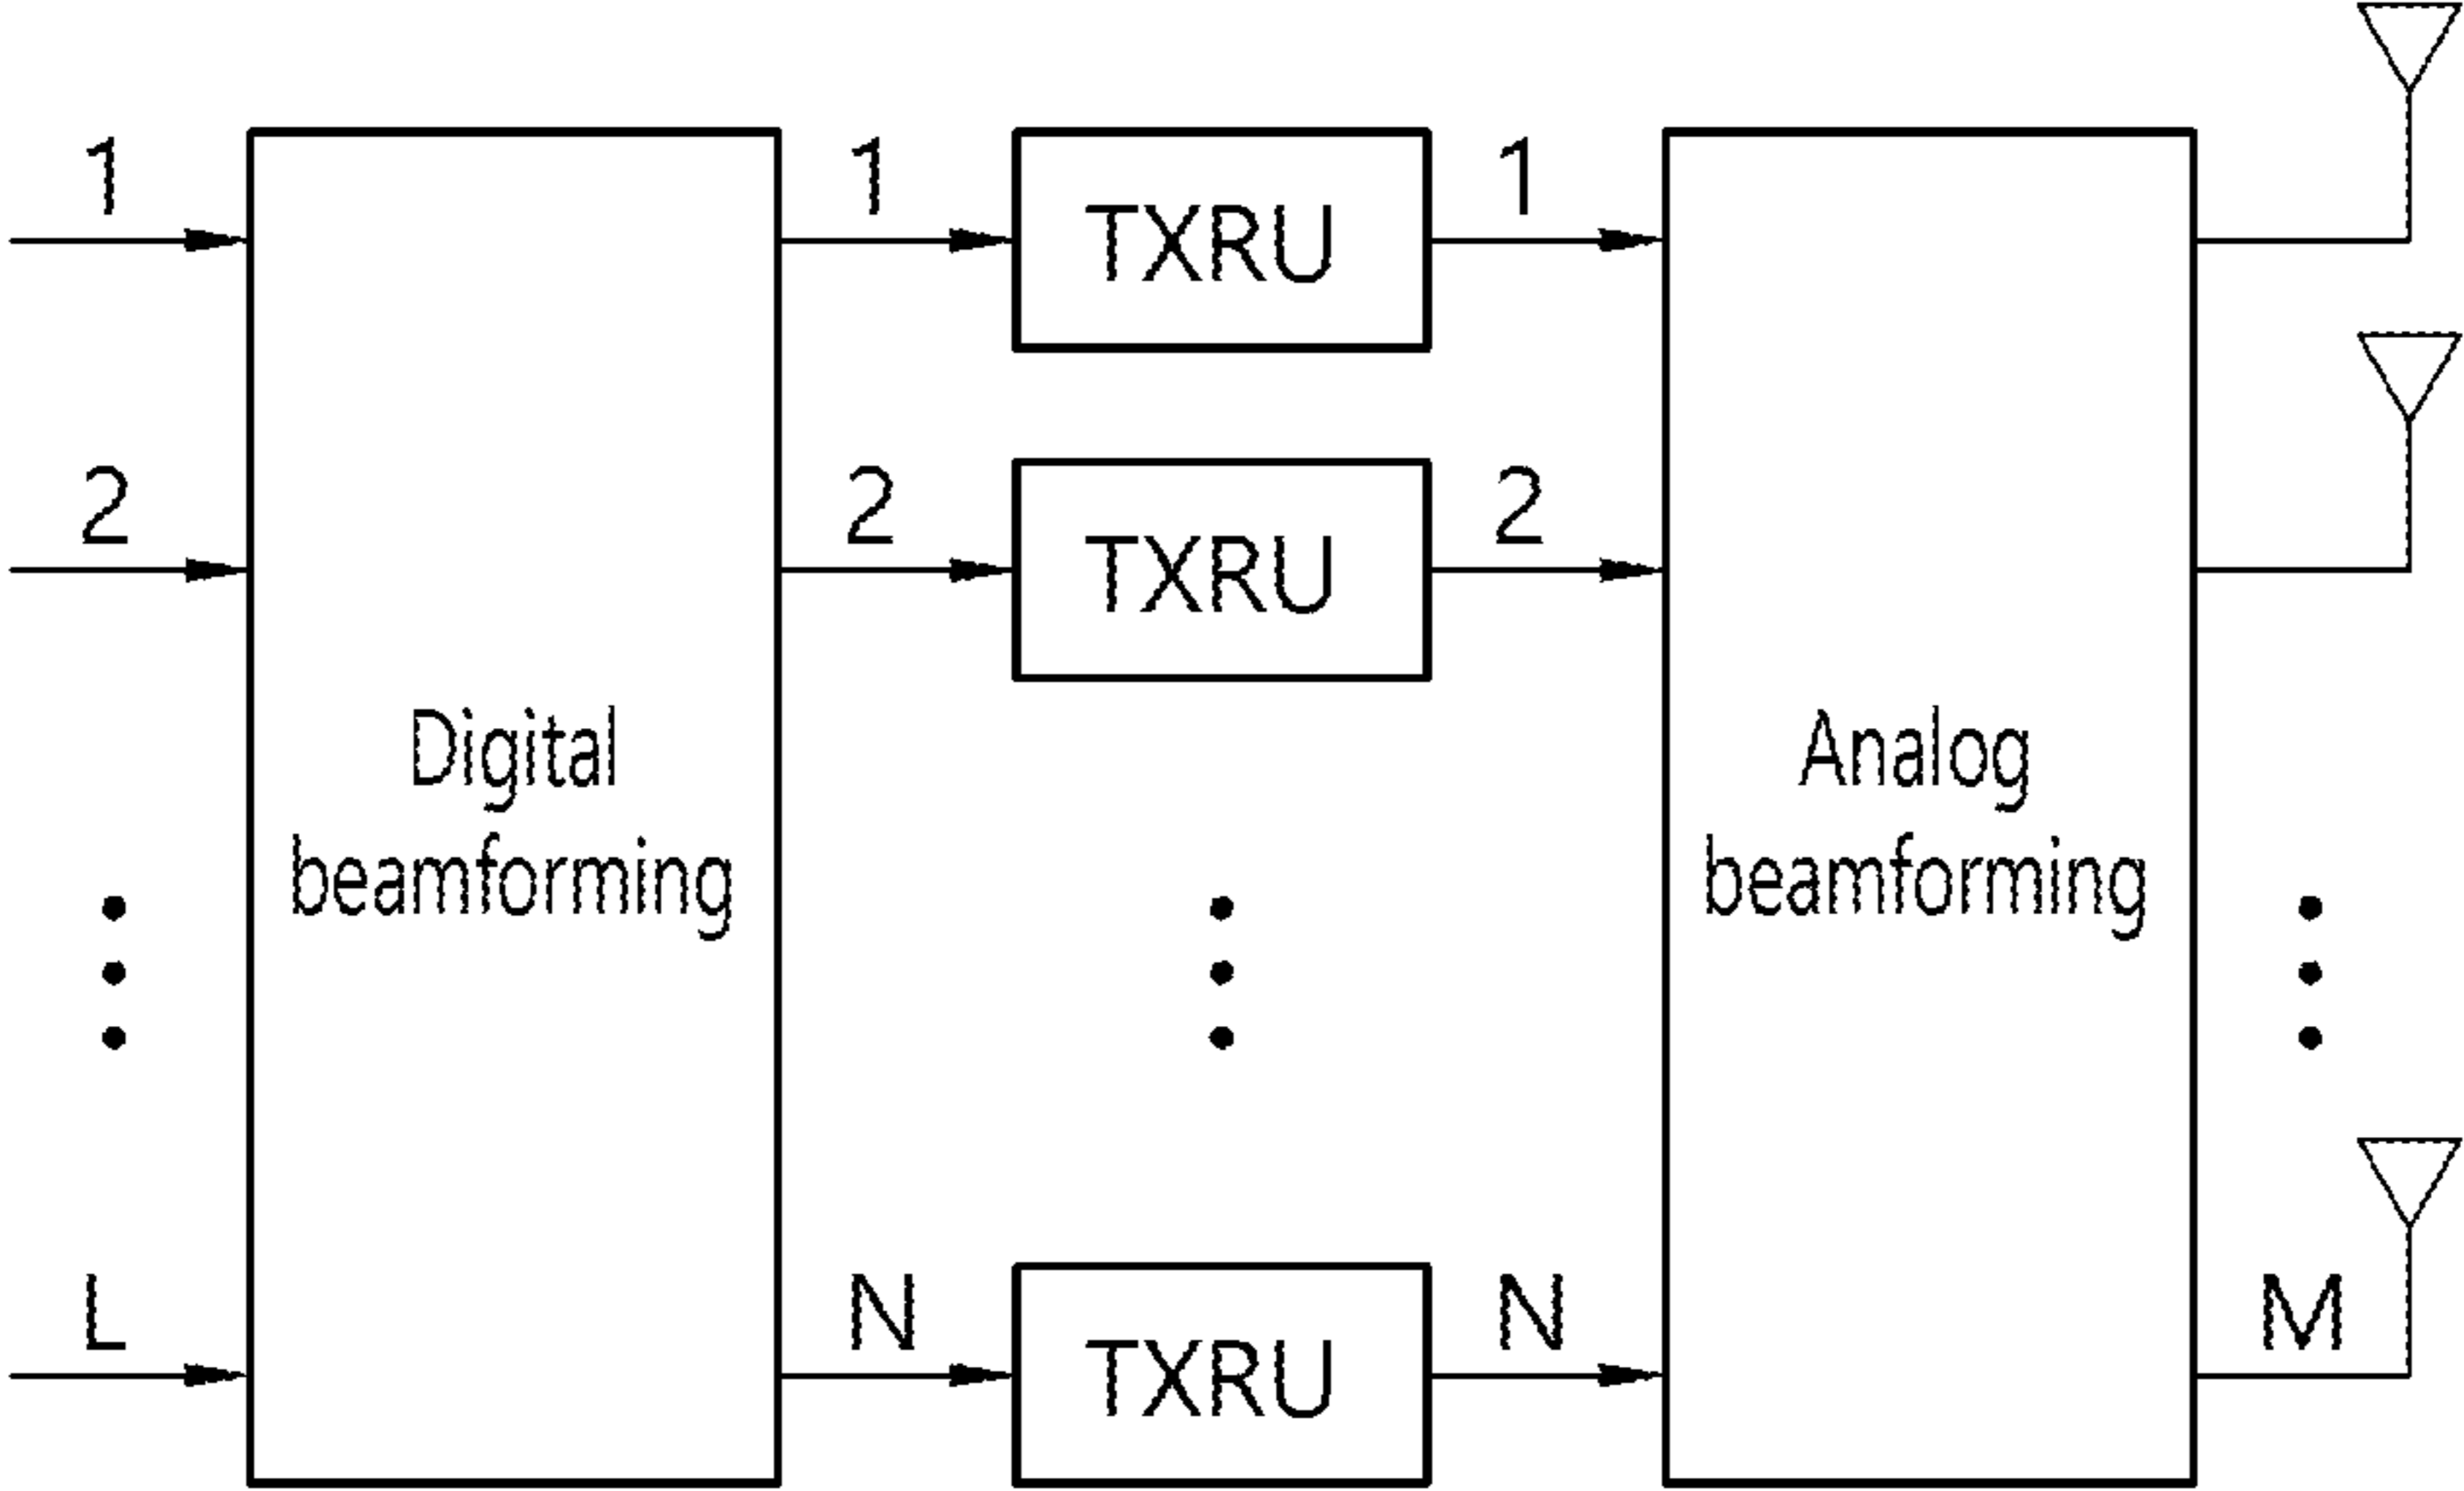 1 1 TXRU 1
2 2 TXRU 2
Digital
beamforming
Analog
beamforming
L N TXRU N M